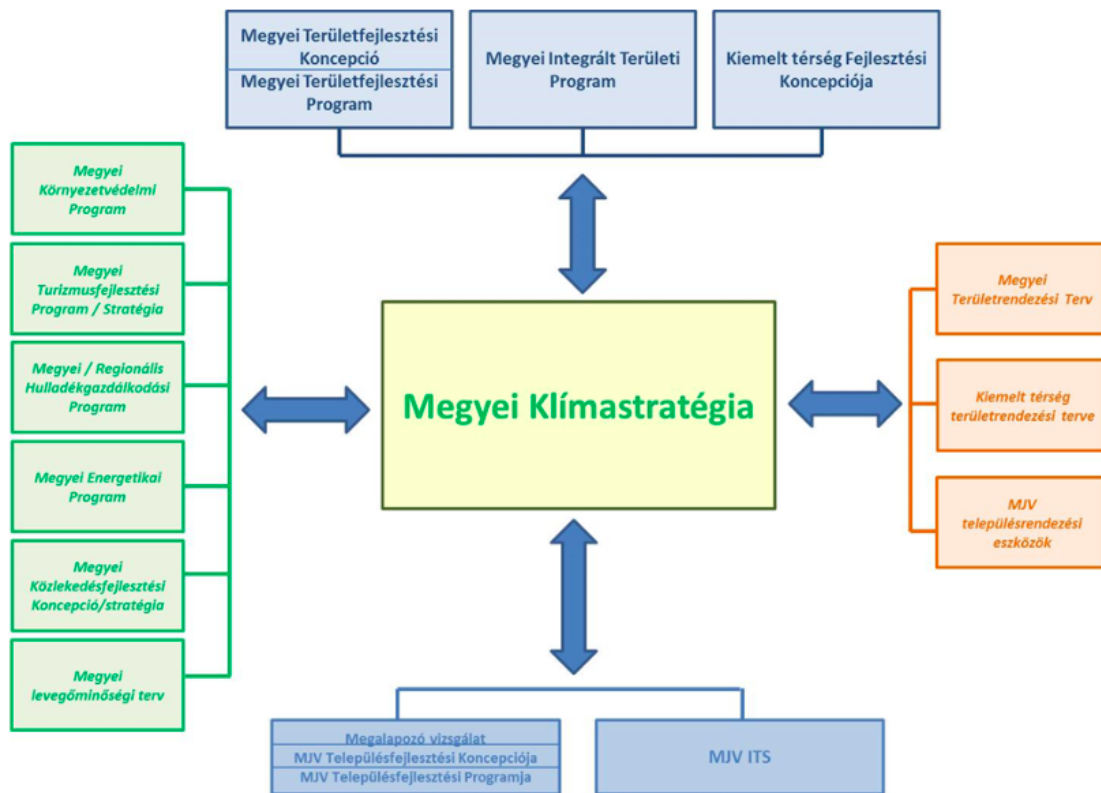 Megyei Területfejlesztési
Koncepció
Megyei Területfejlesztési
Program
Megyei Integrált Területi
Program
Kiemelt térség Fejlesztési
Koncepciója
Megyei
Környezetvédelmi
Program
Megyei
Turizmusfejlesztési
Program / Stratégia
Megyei / Regionális
Hulladékgazdálkodási
Program
Megyei Energetikai
Program
Megyei
Közlekedésfejlesztési
Koncepció/stratégia
Megyei
levegőminőségi terv
Megyei Klímastratégia
Megyei
Területrendezési Terv
Kiemelt térség
területrendezési terve
MJV
településrendezési
eszközök
Megalapozó vizsgálat
MJV Településfejlesztési Koncepciója
MJV Településfejlesztési Programja
MJV ITS